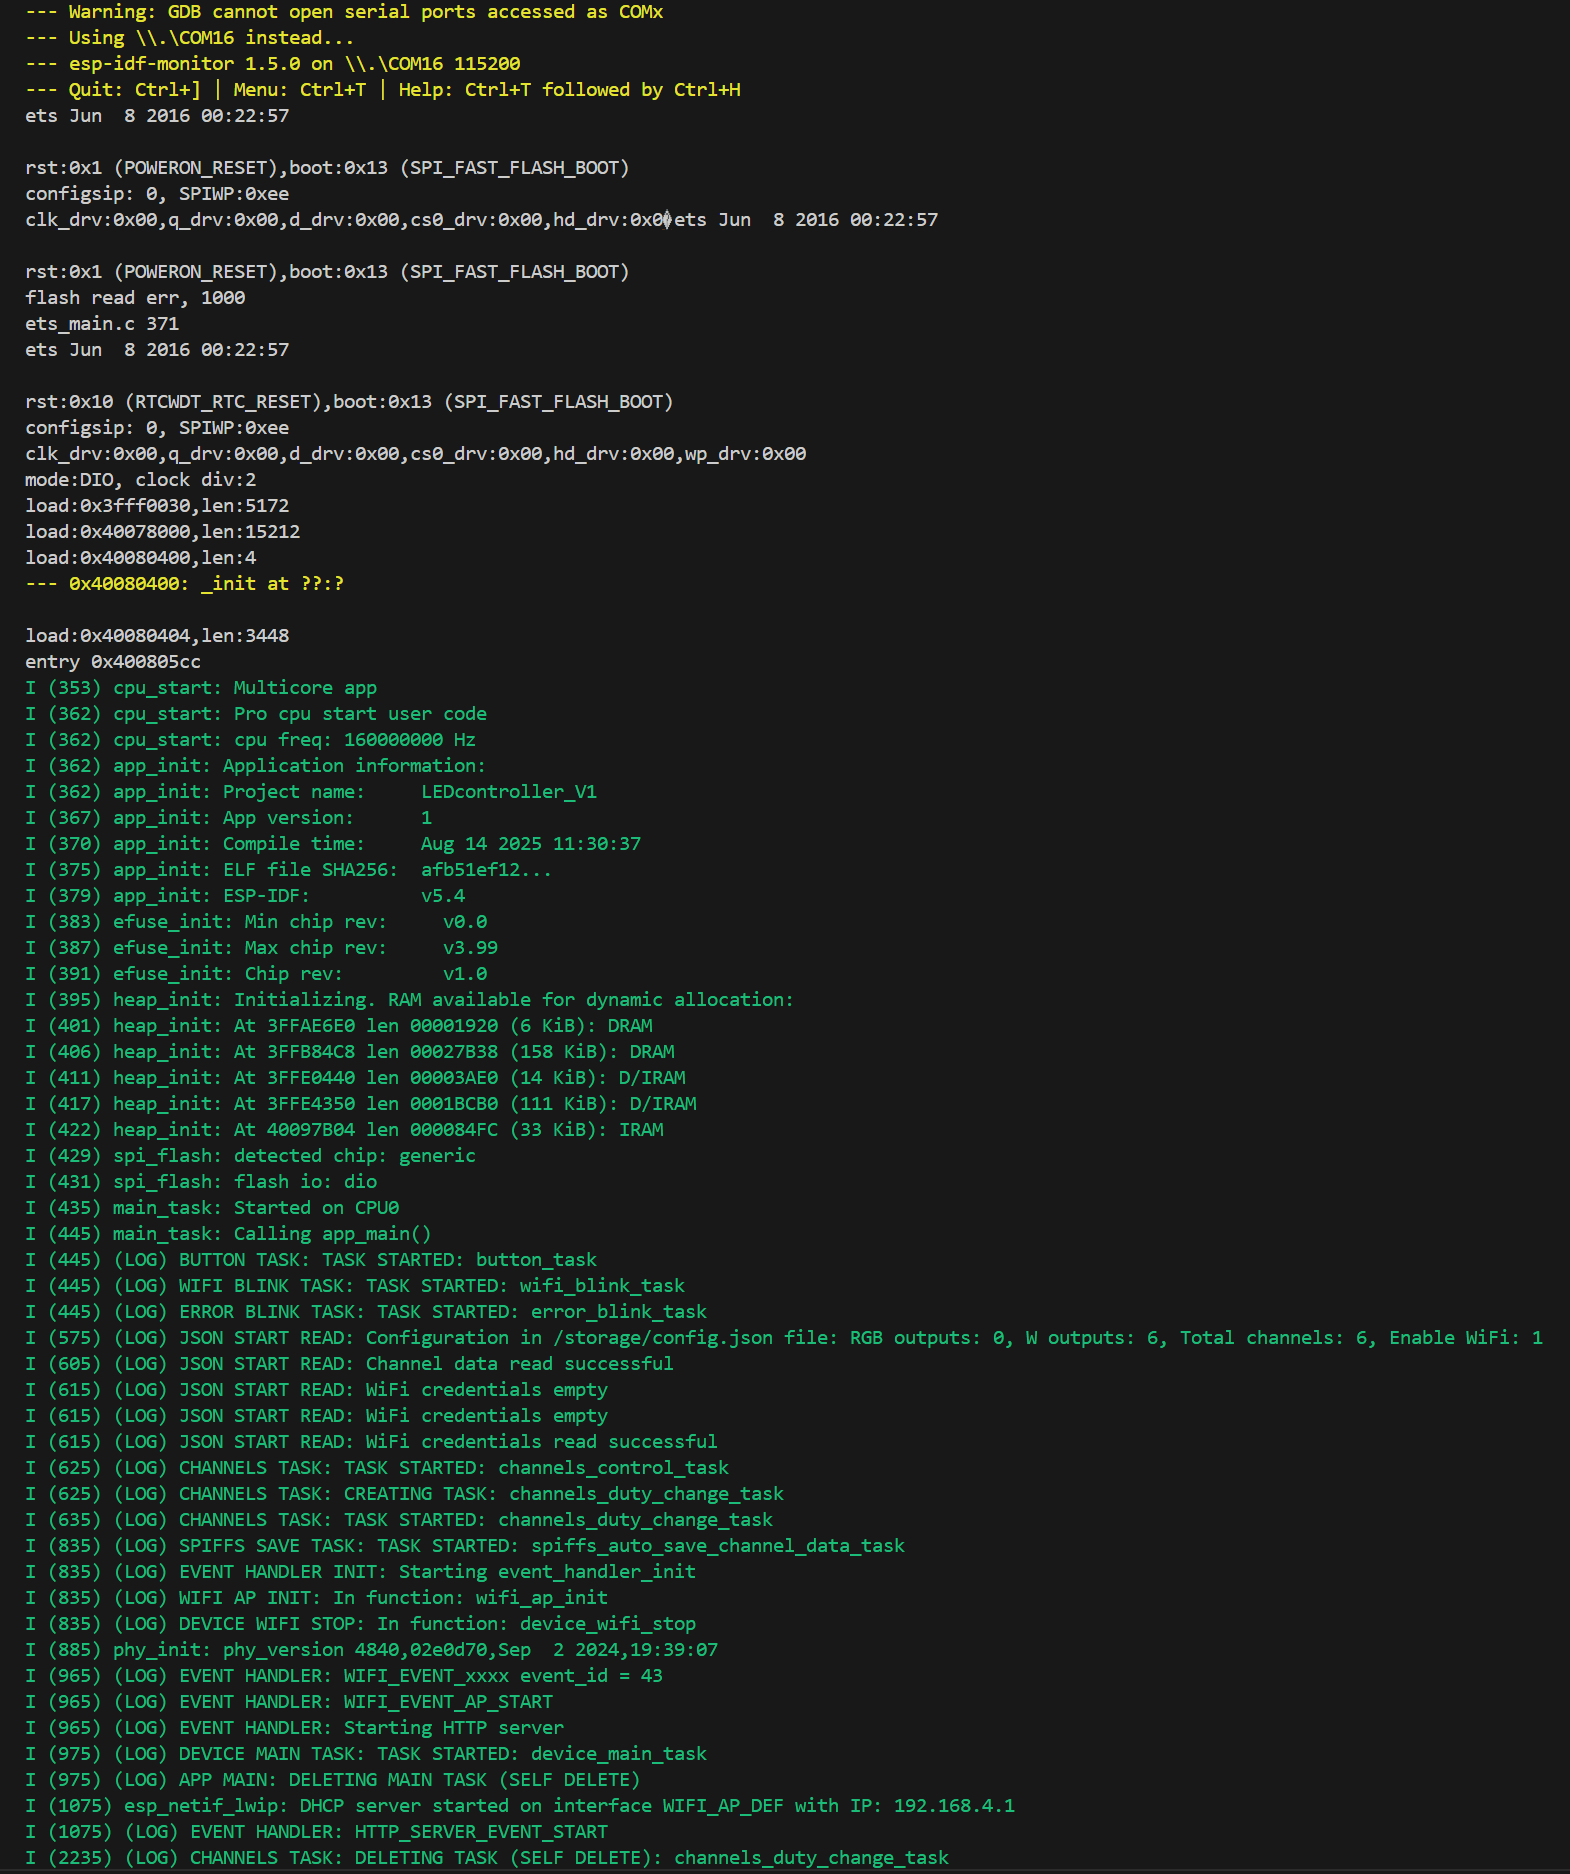 --- Warning: GDB cannot open serial ports accessed as COMx
--- Using \\.\COM16 instead...
--- esp-idf-monitor 1.5.0 on \\.\COM16 115200
--- Quit: Ctrl+] | Menu: Ctrl+T | Help: Ctrl+T followed by Ctrl+H
ets Jun  8 2016 00:22:57
rst:0x1 (POWERON_RESET),boot:0x13 (SPI_FAST_FLASH_BOOT)
configsip: 0, SPIWP:0xee
clk_drv:0x00,q_drv:0x00,d_drv:0x00,cs0_drv:0x00,hd_drv:0x0�ets Jun  8 2016 00:22:57
rst:0x1 (POWERON_RESET),boot:0x13 (SPI_FAST_FLASH_BOOT)
flash read err, 1000
ets_main.c 371
ets Jun  8 2016 00:22:57
rst:0x10 (RTCWDT_RTC_RESET),boot:0x13 (SPI_FAST_FLASH_BOOT)
configsip: 0, SPIWP:0xee
clk_drv:0x00,q_drv:0x00,d_drv:0x00,cs0_drv:0x00,hd_drv:0x00,wp_drv:0x00
mode:DIO, clock div:2
load:0x3fff0030,len:5172
load:0x40078000,len:15212
load:0x40080400,len:4
--- 0x40080400: _init at ??:?
load:0x40080404,len:3448
entry 0x400805cc
I (353) cpu_start: Multicore app
I (362) cpu_start: Pro cpu start user code
I (362) cpu_start: cpu freq: 160000000 Hz
I (362) app_init: Application information:
I (362) app_init: Project name:     LEDcontroller_V1
I (367) app_init: App version:      1
I (370) app_init: Compile time:     Aug 14 2025 11:30:37
I (375) app_init: ELF file SHA256:  afb51ef12...
I (379) app_init: ESP-IDF:          v5.4
I (383) efuse_init: Min chip rev:     v0.0
I (387) efuse_init: Max chip rev:     v3.99
I (391) efuse_init: Chip rev:         v1.0
I (395) heap_init: Initializing. RAM available for dynamic allocation:
I (401) heap_init: At 3FFAE6E0 len 00001920 (6 KiB): DRAM
I (406) heap_init: At 3FFB84C8 len 00027B38 (158 KiB): DRAM
I (411) heap_init: At 3FFE0440 len 00003AE0 (14 KiB): D/IRAM
I (417) heap_init: At 3FFE4350 len 0001BCB0 (111 KiB): D/IRAM
I (422) heap_init: At 40097B04 len 000084FC (33 KiB): IRAM
I (429) spi_flash: detected chip: generic
I (431) spi_flash: flash io: dio
I (435) main_task: Started on CPU0
I (445) main_task: Calling app_main()
I (445) (LOG) BUTTON TASK: TASK STARTED: button_task
I (445) (LOG) WIFI BLINK TASK: TASK STARTED: wifi_blink_task
I (445) (LOG) ERROR BLINK TASK: TASK STARTED: error_blink_task
I (575) (LOG) JSON START READ: Configuration in /storage/config.json file: RGB outputs: 0, W outputs: 6, Total channels: 6, Enable WiFi: 1
I (605) (LOG) JSON START READ: Channel data read successful
I (615) (LOG) JSON START READ: WiFi credentials empty
I (615) (LOG) JSON START READ: WiFi credentials empty
I (615) (LOG) JSON START READ: WiFi credentials read successful
I (625) (LOG) CHANNELS TASK: TASK STARTED: channels_control_task
I (625) (LOG) CHANNELS TASK: CREATING TASK: channels_duty_change_task
I (635) (LOG) CHANNELS TASK: TASK STARTED: channels_duty_change_task
I (835) (LOG) SPIFFS SAVE TASK: TASK STARTED: spiffs_auto_save_channel_data_task
I (835) (LOG) EVENT HANDLER INIT: Starting event_handler_init
I (835) (LOG) WIFI AP INIT: In function: wifi_ap_init
I (835) (LOG) DEVICE WIFI STOP: In function: device_wifi_stop
I (885) phy_init: phy_version 4840,02e0d70,Sep  2 2024,19:39:07
I (965) (LOG) EVENT HANDLER: WIFI_EVENT_xxxx event_id = 43
I (965) (LOG) EVENT HANDLER: WIFI_EVENT_AP_START
I (965) (LOG) EVENT HANDLER: Starting HTTP server
I (975) (LOG) DEVICE MAIN TASK: TASK STARTED: device_main_task
I (975) (LOG) APP MAIN: DELETING MAIN TASK (SELF DELETE)
I (1075) esp_netif_lwip: DHCP server started on interface WIFI_AP_DEF with IP: 192.168.4.1
I (1075) (LOG) EVENT HANDLER: HTTP_SERVER_EVENT_START
I (2235) (LOG) CHANNELS TASK: DELETING TASK (SELF DELETE): channels_duty_change_task